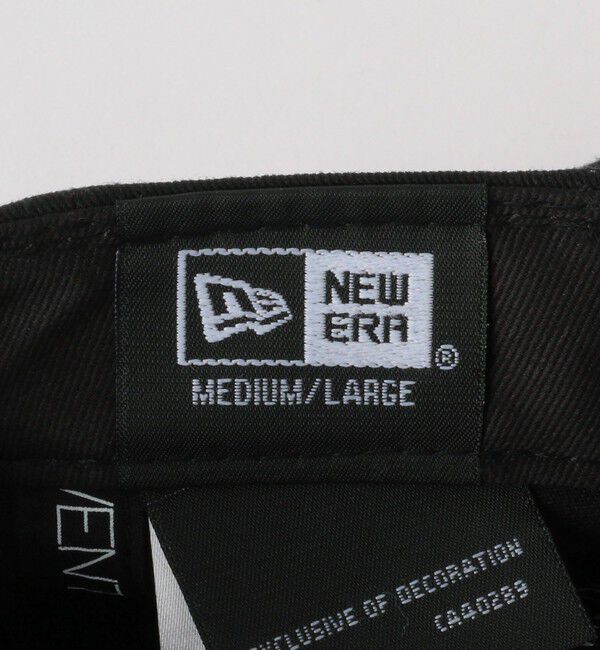 NEW
ERA
®
MEDIUM/LARGE
EXCLUSIVE OF DECORATION
CA40289